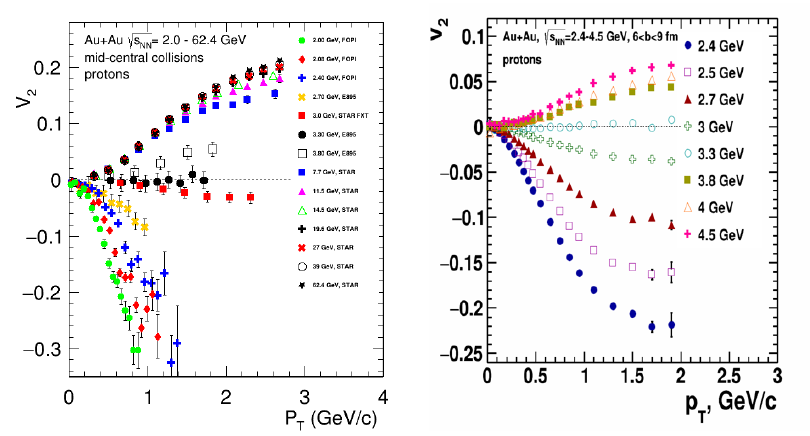 Au+Au √s_NN = 2.0 - 62.4 GeV
mid-central collisions
protons
V₂
0.2
0.1
0
−0.1
−0.2
−0.3
0 1 2 3 4
P_T (GeV/c)
2.00 GeV, FOPI
2.08 GeV, FOPI
2.40 GeV, FOPI
2.70 GeV, E895
3.0 GeV, STAR FXT
3.30 GeV, E895
3.80 GeV, E895
7.7 GeV, STAR
11.5 GeV, STAR
14.5 GeV, STAR
19.6 GeV, STAR
27 GeV, STAR
39 GeV, STAR
62.4 GeV, STAR
v₂
Au+Au, √s_NN=2.4-4.5 GeV, 6<b<9 fm
protons
0.1
0.05
0
−0.05
−0.1
−0.15
−0.2
−0.25
0 0.5 1 1.5 2 2.5 3
p_T, GeV/c
2.4 GeV
2.5 GeV
2.7 GeV
3 GeV
3.3 GeV
3.8 GeV
4 GeV
4.5 GeV